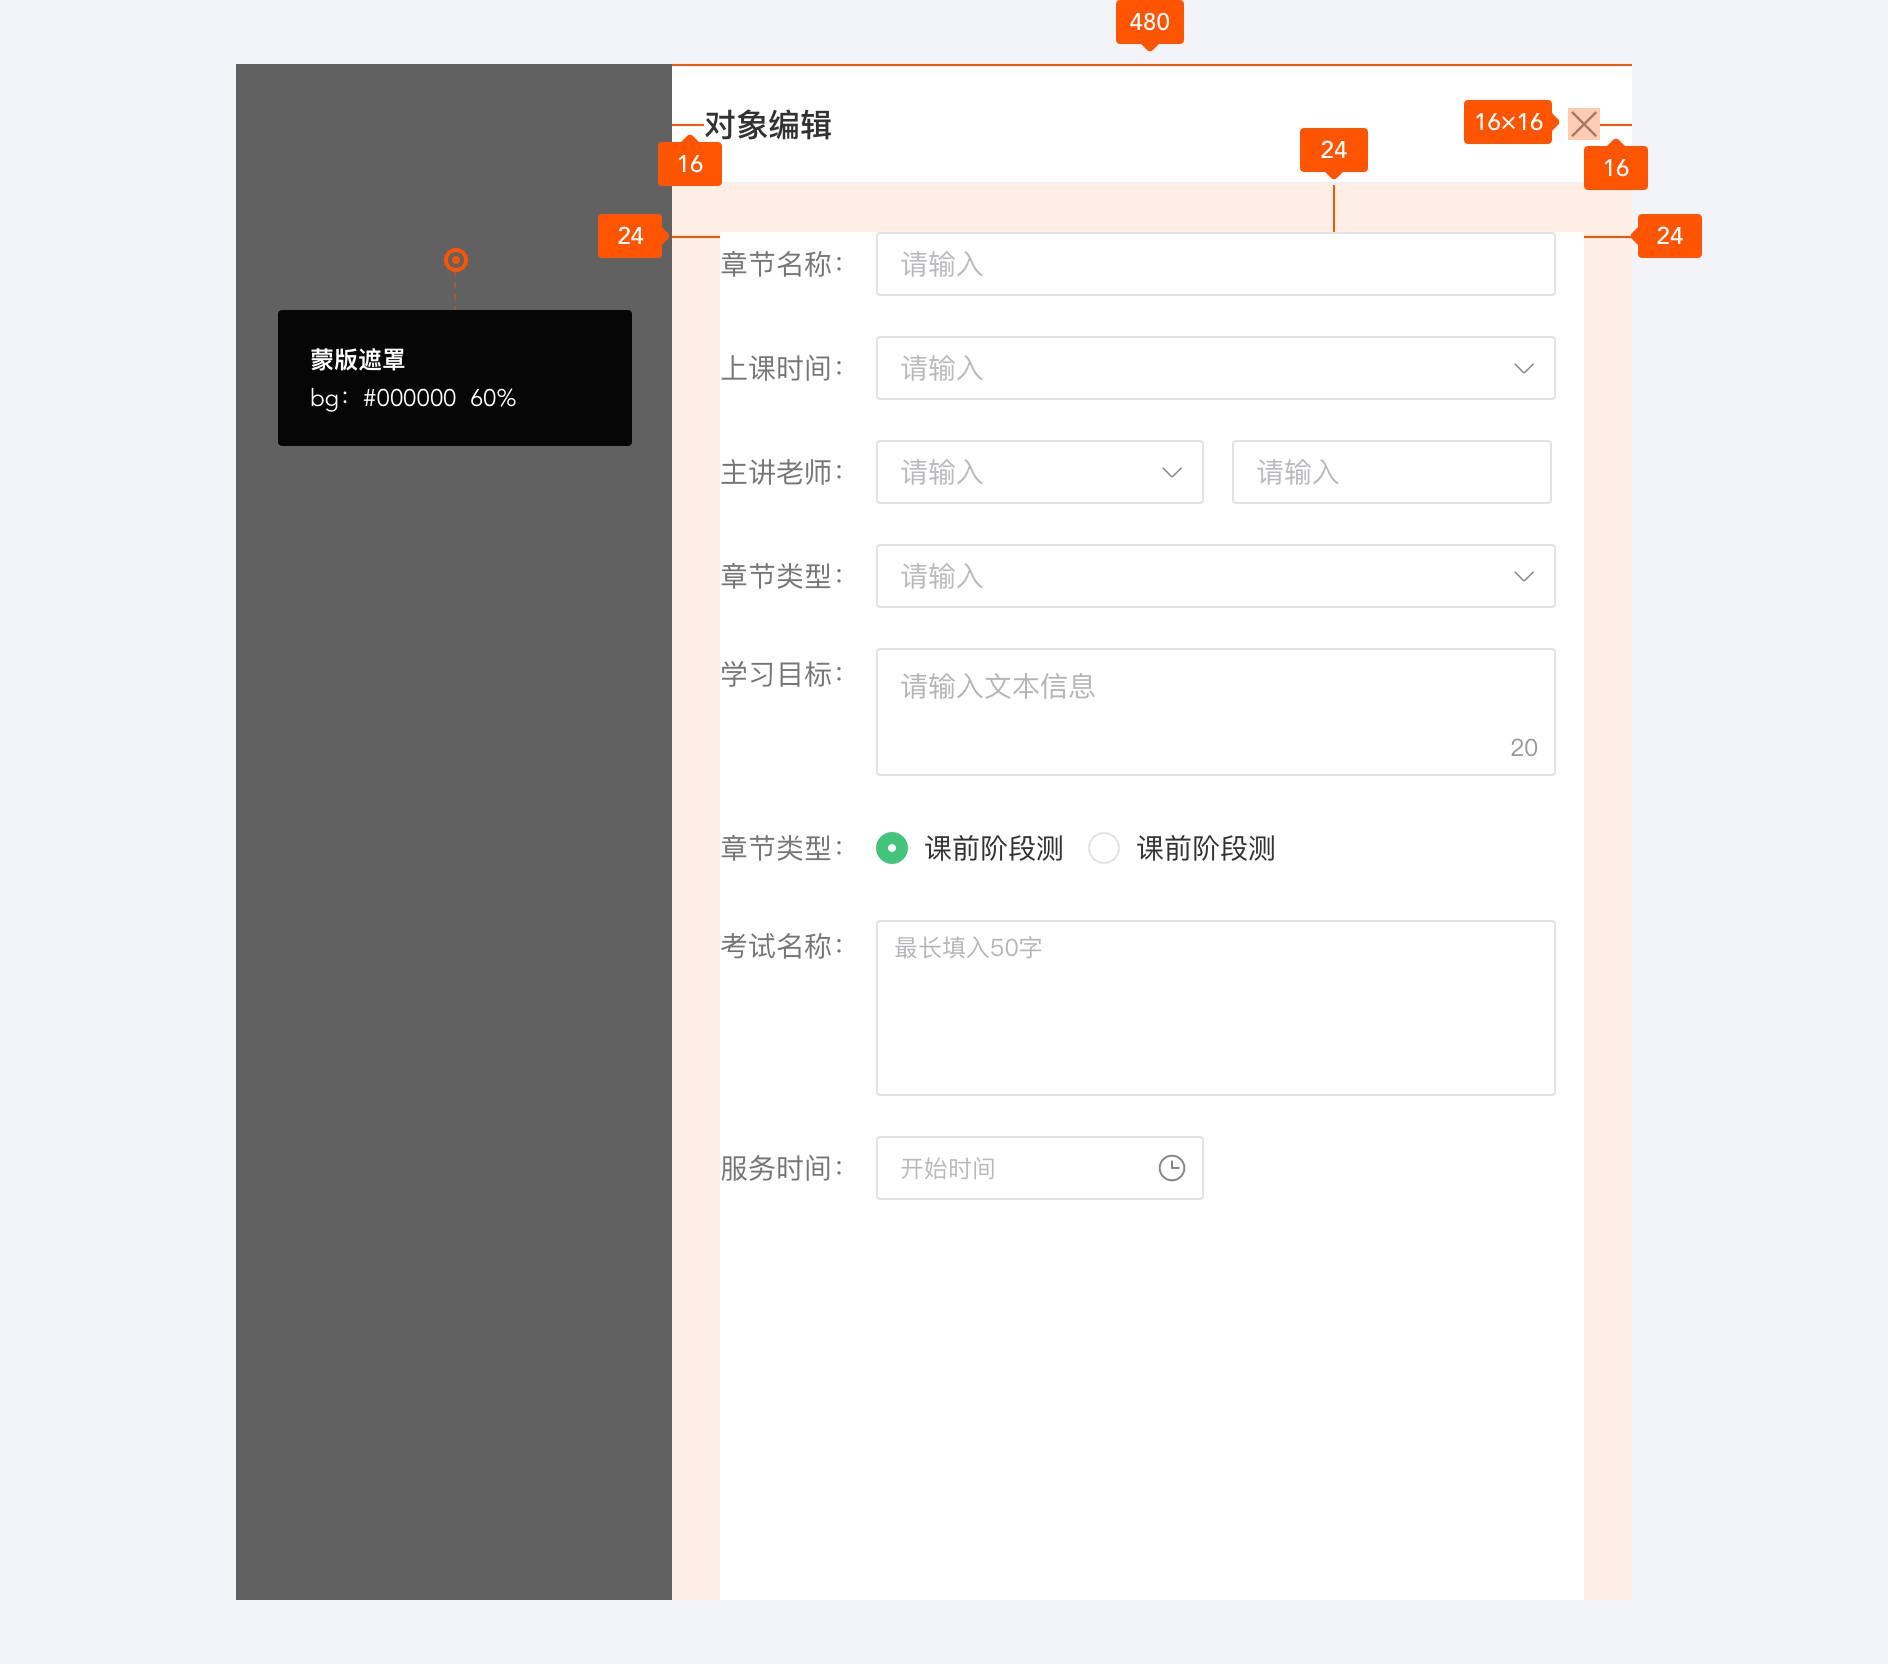 480
对象编辑
16×16
16
24
16
24
24
章节名称：
请输入
蒙版遮罩
bg：#000000 60%
上课时间：
请输入
主讲老师：
请输入
请输入
章节类型：
请输入
学习目标：
请输入文本信息
20
章节类型：
课前阶段测
课前阶段测
考试名称：
最长填入50字
服务时间：
开始时间